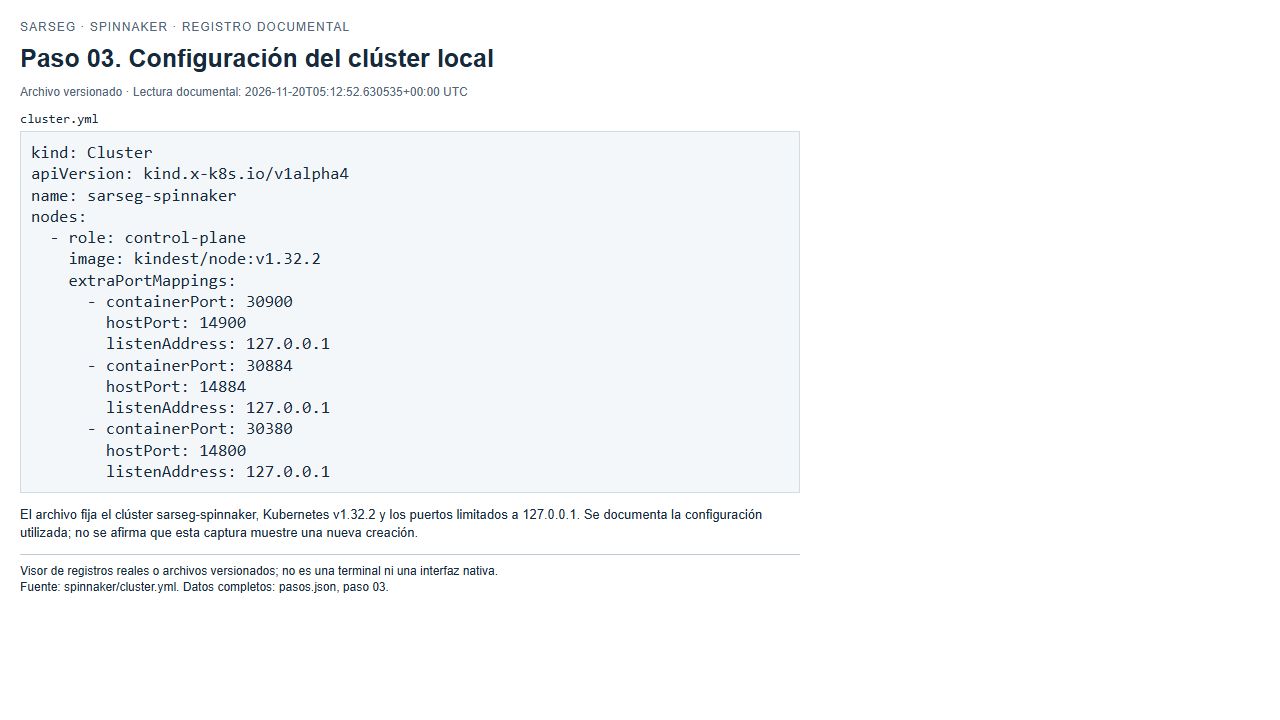 SARSEG · SPINNAKER · REGISTRO DOCUMENTAL
Paso 03. Configuración del clúster local
Archivo versionado · Lectura documental: 2026-11-20T05:12:52.630535+00:00 UTC
cluster.yml
kind: Cluster
apiVersion: kind.x-k8s.io/v1alpha4
name: sarseg-spinnaker
nodes:
  - role: control-plane
    image: kindest/node:v1.32.2
    extraPortMappings:
      - containerPort: 30900
        hostPort: 14900
        listenAddress: 127.0.0.1
      - containerPort: 30884
        hostPort: 14884
        listenAddress: 127.0.0.1
      - containerPort: 30380
        hostPort: 14800
        listenAddress: 127.0.0.1
El archivo fija el clúster sarseg-spinnaker, Kubernetes v1.32.2 y los puertos limitados a 127.0.0.1. Se documenta la configuración
utilizada; no se afirma que esta captura muestre una nueva creación.
Visor de registros reales o archivos versionados; no es una terminal ni una interfaz nativa.
Fuente: spinnaker/cluster.yml. Datos completos: pasos.json, paso 03.